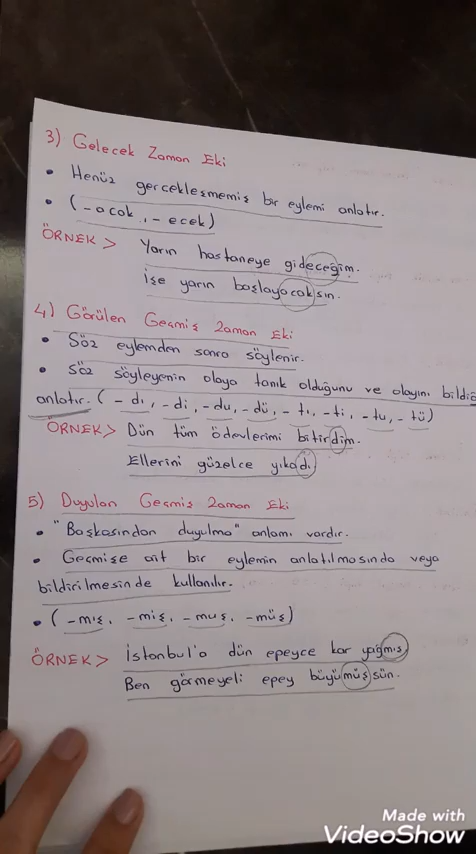 3) Gelecek Zaman Eki
• Henüz gerçekleşmemiş bir eylemi anlatır.
• (-acak, -ecek)
ÖRNEK > Yarın hastaneye gideceğim.
İşe yarın başlayacaksın.
4) Görülen Geçmiş Zaman Eki
• Söz eylemden sonra söylenir.
• Söz söyleyenin olaya tanık olduğunu ve olayın bildiğ
anlatır. (-dı, -di, -du, -dü, -tı, -ti, -tu, -tü)
ÖRNEK > Dün tüm ödevlerimi bitirdim.
Ellerini güzelce yıkadı.
5) Duyulan Geçmiş Zaman Eki
• "Başkasından duyulma" anlamı vardır.
• Geçmişe ait bir eylemin anlatılmasında veya
bildirilmesinde kullanılır.
• (-mış, -miş, -muş, -müş)
ÖRNEK > İstanbul'a dün epeyce kar yağmış
Ben görmeyeli epey büyümüşsün.
Made with
VideoShow